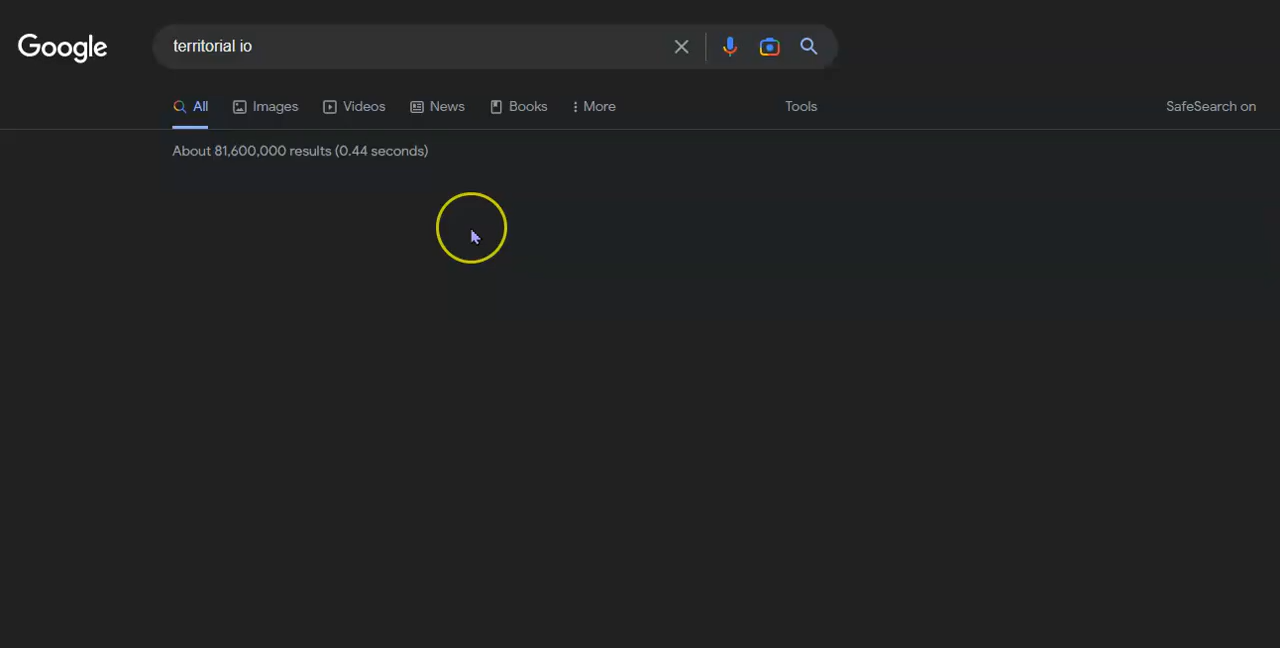 Google
territorial io
All
Images
Videos
News
Books
More
Tools
SafeSearch on
About 81,600,000 results (0.44 seconds)